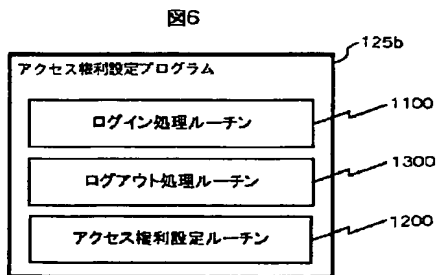 図6
125b
アクセス権利設定プログラム
ログイン処理ルーチン
1100
ログアウト処理ルーチン
1300
アクセス権利設定ルーチン
1200